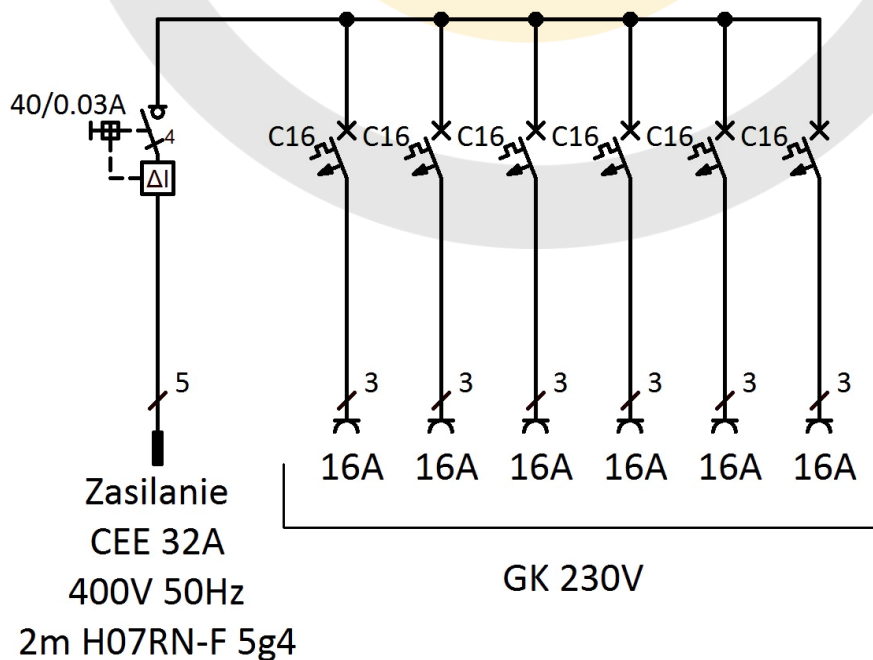 40/0.03A
4
ΔI
C16 C16 C16 C16 C16 C16
5 3 3 3 3 3 3
16A 16A 16A 16A 16A 16A
Zasilanie
CEE 32A
400V 50Hz
2m H07RN-F 5g4
GK 230V